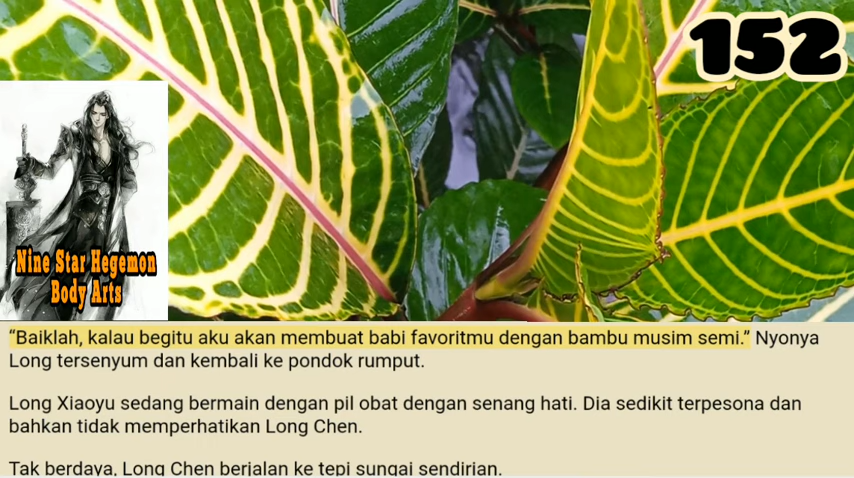 152
Nine Star Hegemon
Body Arts
“Baiklah, kalau begitu aku akan membuat babi favoritmu dengan bambu musim semi.” Nyonya
Long tersenyum dan kembali ke pondok rumput.
Long Xiaoyu sedang bermain dengan pil obat dengan senang hati. Dia sedikit terpesona dan
bahkan tidak memperhatikan Long Chen.
Tak berdaya, Long Chen berjalan ke tepi sungai sendirian.